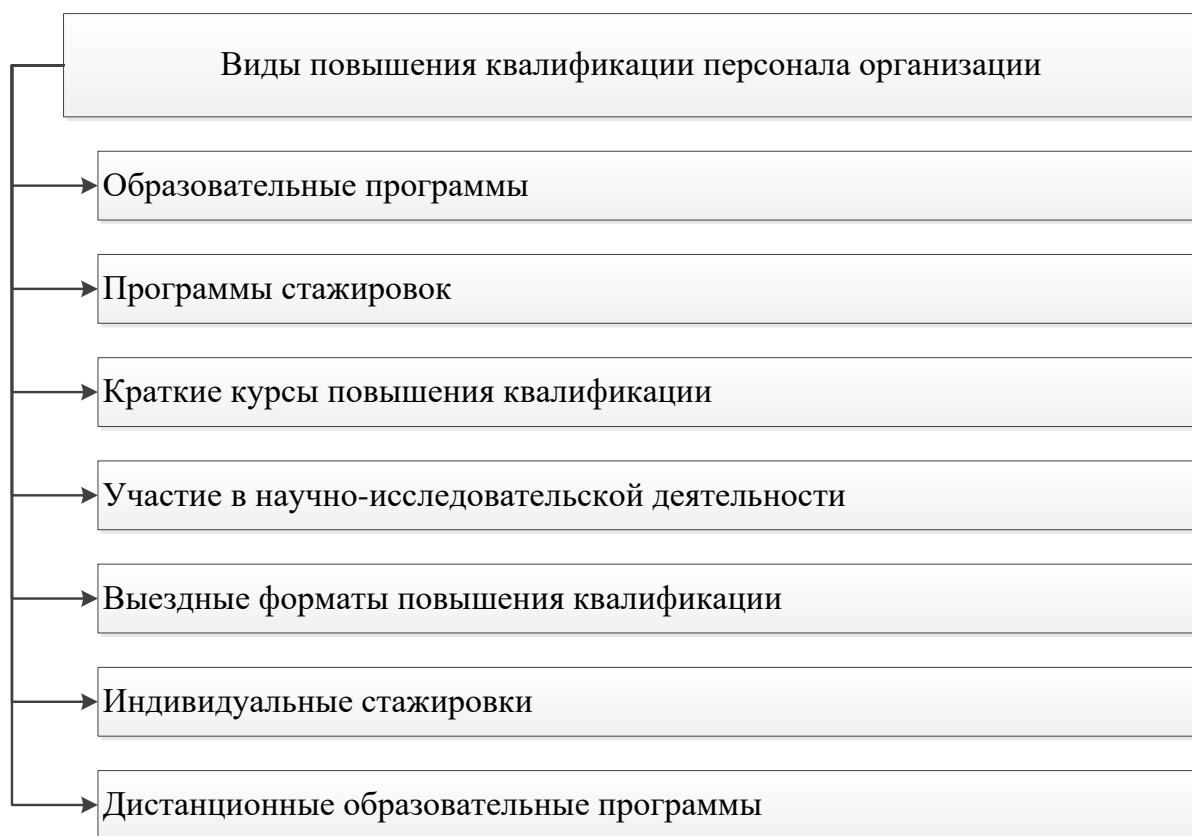 Виды повышения квалификации персонала организации
Образовательные программы
Программы стажировок
Краткие курсы повышения квалификации
Участие в научно-исследовательской деятельности
Выездные форматы повышения квалификации
Индивидуальные стажировки
Дистанционные образовательные программы